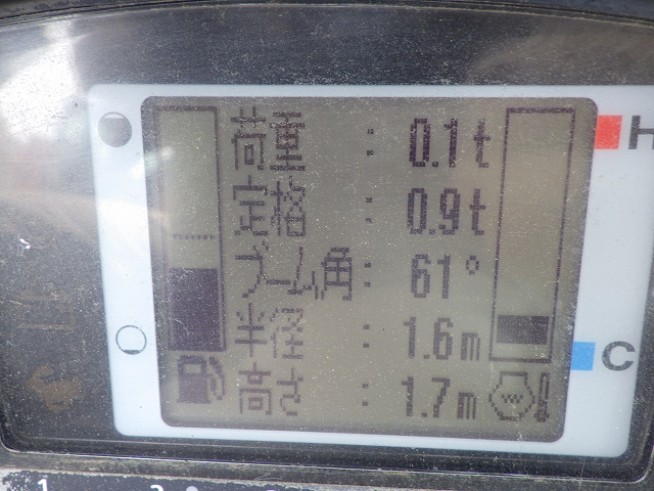 荷重 : 0.1t
H
定格 : 0.9t
ブーム角 : 61°
半径 : 1.6m
C
高さ : 1.7m